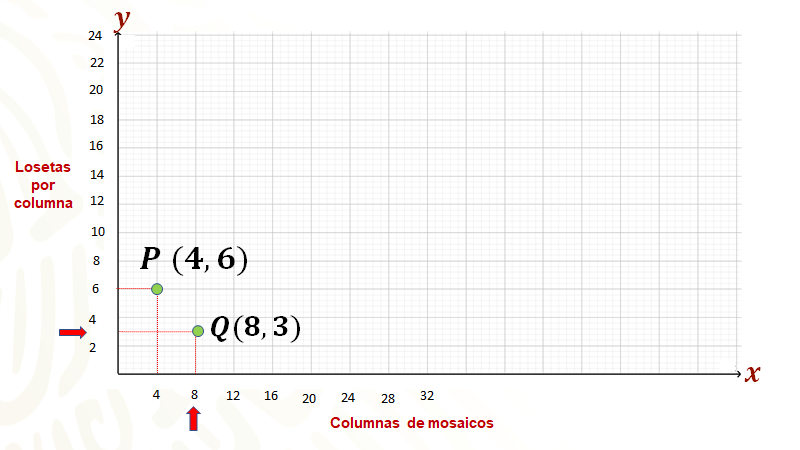 y
24
22
20
18
16
14
12
10
8
6
4
2
Losetas
por
columna
P (4, 6)
Q(8, 3)
x
4 8 12 16 20 24 28 32
Columnas de mosaicos